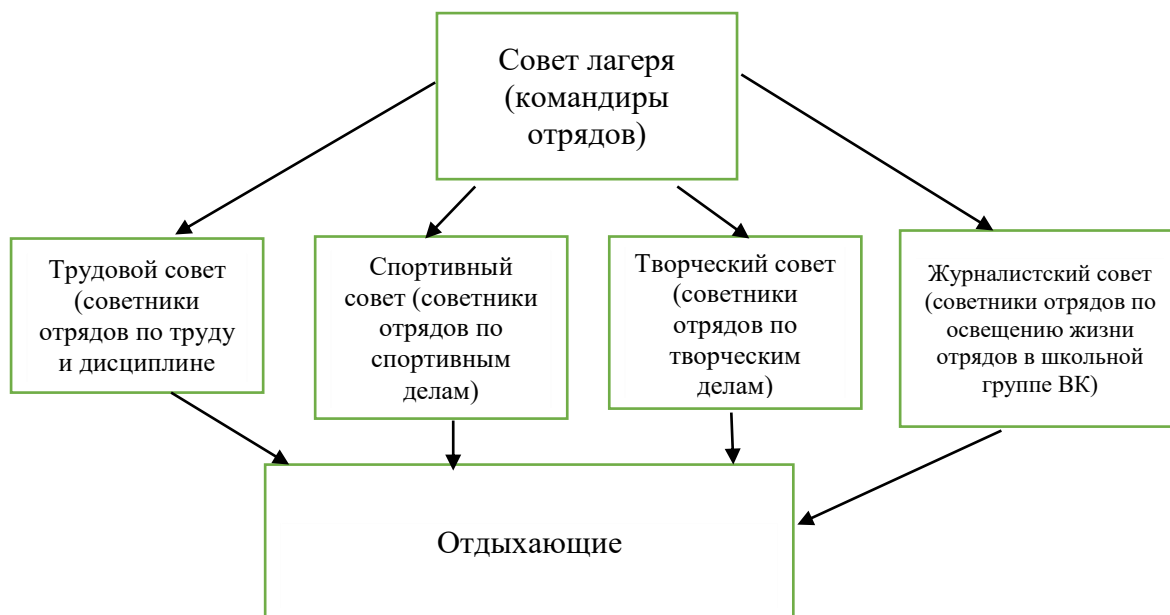 Совет лагеря
(командиры
отрядов)
Трудовой совет
(советники
отрядов по труду
и дисциплине
Спортивный
совет (советники
отрядов по
спортивным
делам)
Творческий совет
(советники
отрядов по
творческим
делам)
Журналистский совет
(советники отрядов по
освещению жизни
отрядов в школьной
группе ВК)
Отдыхающие